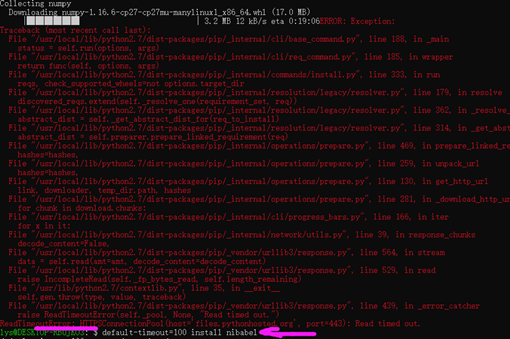 Collecting numpy
Downloading numpy-1.16.6-cp27-cp27mu-manylinux1_x86_64.whl (17.0 MB)
| 3.2 MB 12 kB/s eta 0:19:06ERROR: Exception:
Traceback (most recent call last):
File "/usr/local/lib/python2.7/dist-packages/pip/_internal/cli/base_command.py", line 188, in _main
status = self.run(options, args)
File "/usr/local/lib/python2.7/dist-packages/pip/_internal/cli/req_command.py", line 185, in wrapper
return func(self, options, args)
File "/usr/local/lib/python2.7/dist-packages/pip/_internal/commands/install.py", line 333, in run
reqs, check_supported_wheels=not options.target_dir
File "/usr/local/lib/python2.7/dist-packages/pip/_internal/resolution/legacy/resolver.py", line 179, in resolve
discovered_reqs.extend(self._resolve_one(requirement_set, req))
File "/usr/local/lib/python2.7/dist-packages/pip/_internal/resolution/legacy/resolver.py", line 362, in _resolve_
abstract_dist = self._get_abstract_dist_for(req_to_install)
File "/usr/local/lib/python2.7/dist-packages/pip/_internal/resolution/legacy/resolver.py", line 314, in _get_abst
abstract_dist = self.preparer.prepare_linked_requirement(req)
File "/usr/local/lib/python2.7/dist-packages/pip/_internal/operations/prepare.py", line 469, in prepare_linked_re
hashes=hashes,
File "/usr/local/lib/python2.7/dist-packages/pip/_internal/operations/prepare.py", line 259, in unpack_url
hashes=hashes,
File "/usr/local/lib/python2.7/dist-packages/pip/_internal/operations/prepare.py", line 130, in get_http_url
link, downloader, temp_dir.path, hashes
File "/usr/local/lib/python2.7/dist-packages/pip/_internal/operations/prepare.py", line 281, in _download_http_url
for chunk in download.chunks:
File "/usr/local/lib/python2.7/dist-packages/pip/_internal/cli/progress_bars.py", line 166, in iter
for x in it:
File "/usr/local/lib/python2.7/dist-packages/pip/_internal/network/utils.py", line 39, in response_chunks
decode_content=False,
File "/usr/local/lib/python2.7/dist-packages/pip/_vendor/urllib3/response.py", line 564, in stream
data = self.read(amt=amt, decode_content=decode_content)
File "/usr/local/lib/python2.7/dist-packages/pip/_vendor/urllib3/response.py", line 529, in read
raise IncompleteRead(self._fp_bytes_read, self.length_remaining)
File "/usr/lib/python2.7/contextlib.py", line 35, in __exit__
self.gen.throw(type, value, traceback)
File "/usr/local/lib/python2.7/dist-packages/pip/_vendor/urllib3/response.py", line 439, in _error_catcher
raise ReadTimeoutError(self._pool, None, "Read timed out.")
ReadTimeoutError: HTTPSConnectionPool(host='files.pythonhosted.org', port=443): Read timed out.
$ default-timeout=100 install nibabel